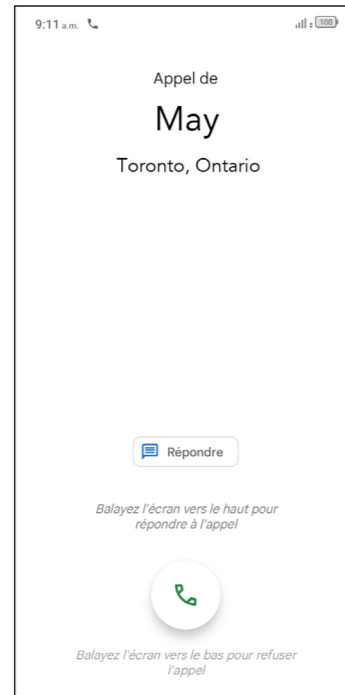 9:11 a.m. 100
Appel de
May
Toronto, Ontario
Répondre
Balayez l'écran vers le haut pour
répondre à l'appel
Balayez l'écran vers le bas pour refuser
l'appel